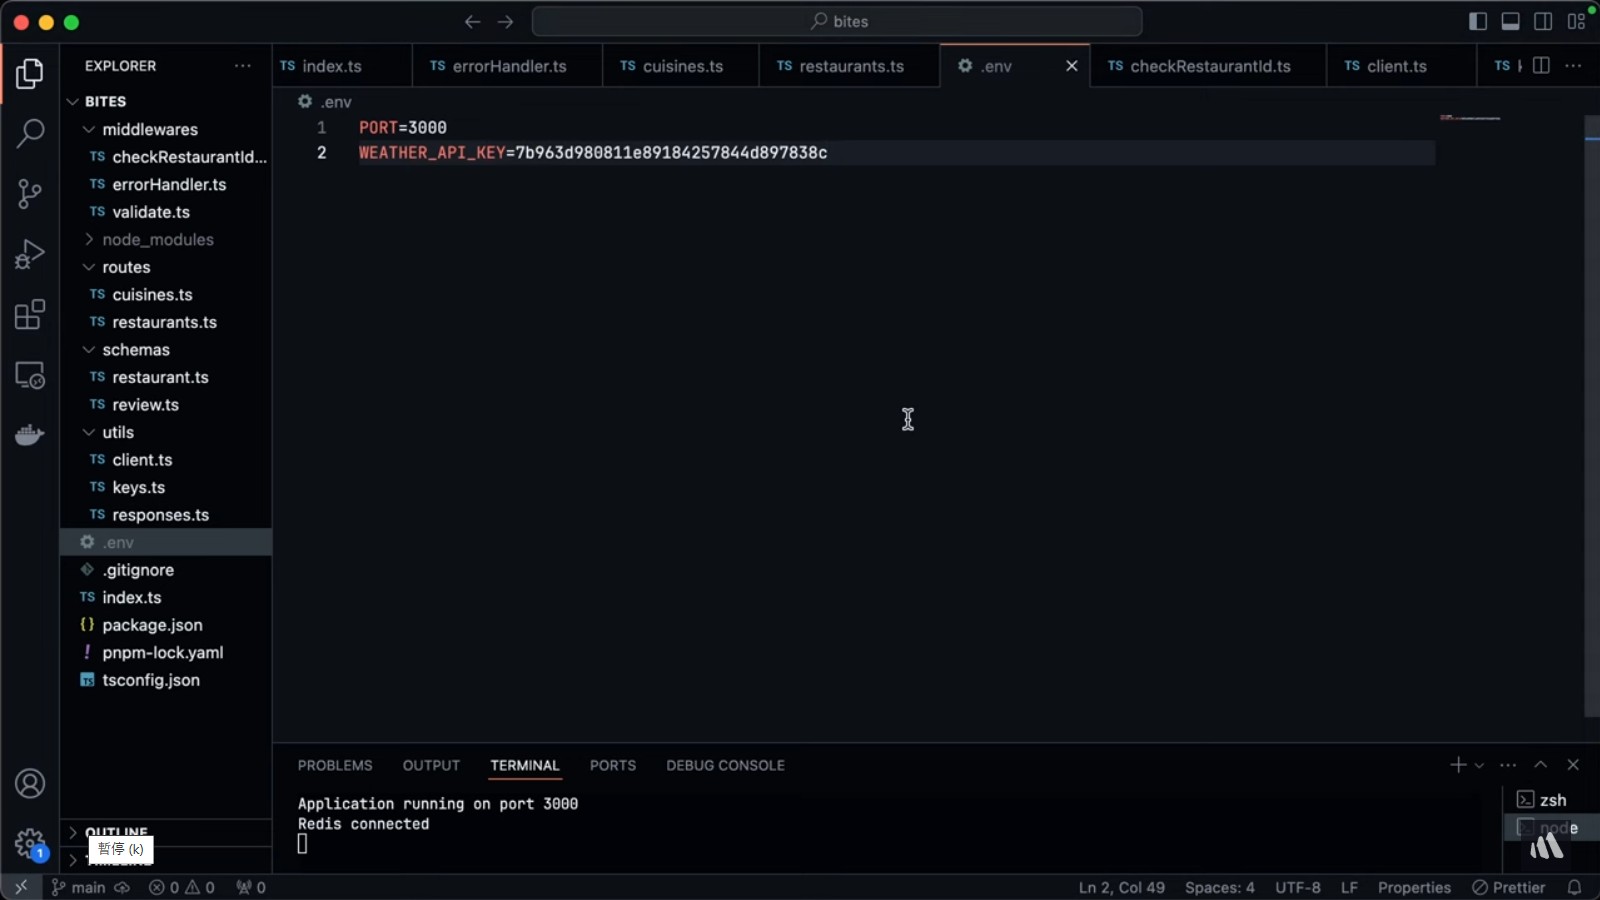 bites
EXPLORER
BITES
middlewares
TS checkRestaurantId...
TS errorHandler.ts
TS validate.ts
node_modules
routes
TS cuisines.ts
TS restaurants.ts
schemas
TS restaurant.ts
TS review.ts
utils
TS client.ts
TS keys.ts
TS responses.ts
.env
.gitignore
TS index.ts
{} package.json
! pnpm-lock.yaml
TS tsconfig.json
OUTLINE
暂停 (k)
TS index.ts
TS errorHandler.ts
TS cuisines.ts
TS restaurants.ts
.env
TS checkRestaurantId.ts
TS client.ts
TS
.env
1 PORT=3000
2 WEATHER_API_KEY=7b963d980811e89184257844d897838c
PROBLEMS OUTPUT TERMINAL PORTS DEBUG CONSOLE
Application running on port 3000
Redis connected
zsh
node
1
main 0 0 0
Ln 2, Col 49 Spaces: 4 UTF-8 LF Properties Prettier